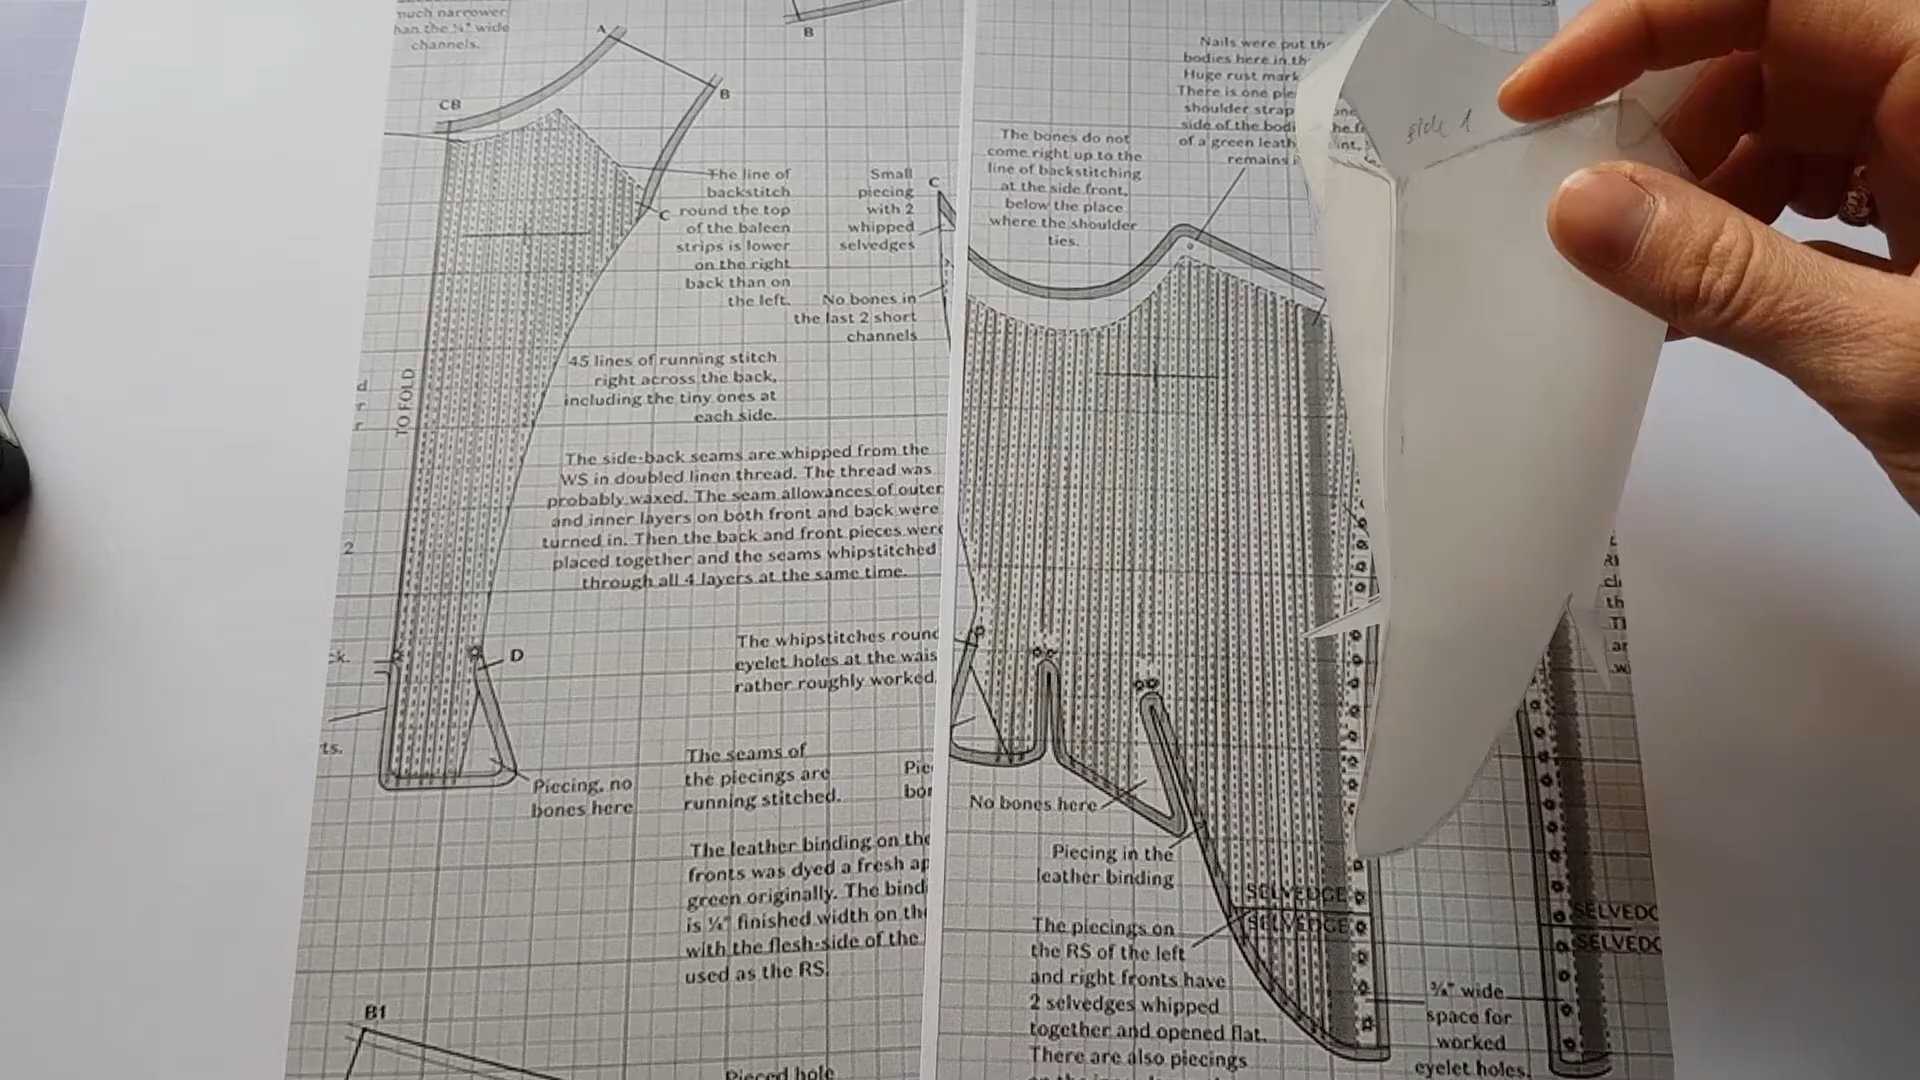 much narrower
than the ¼" wide
channels.
A
B
CB
B
The line of
backstitch
round the top
of the baleen
strips is lower
on the right
back than on
the left.
C
Small
piecing
with 2
whipped
selvedges
C
No bones in
the last 2 short
channels
45 lines of running stitch
right across the back,
including the tiny ones at
each side.
TO FOLD
The side-back seams are whipped from the
WS in doubled linen thread. The thread was
probably waxed. The seam allowances of outer
and inner layers on both front and back were
turned in. Then the back and front pieces were
placed together and the seams whipstitched
through all 4 layers at the same time.
2
The whipstitches round
eyelet holes at the wais
rather roughly worked.
ck.
D
ts.
Piecing, no
bones here
The seams of
the piecings are
running stitched.
Pie
bon
The leather binding on the
fronts was dyed a fresh ap
green originally. The bind
is ¼" finished width on the
with the flesh-side of the
used as the RS.
B1
Pieced hole
Nails were put the
bodies here in th
Huge rust mark
There is one pie
shoulder strap
side of the bodi
of a green leath
remains i
The bones do not
come right up to the
line of backstitching
at the side front,
below the place
where the shoulder
ties.
side 1
No bones here
Piecing in the
leather binding
SELVEDGE
SELVEDGE
The piecings on
the RS of the left
and right fronts have
2 selvedges whipped
together and opened flat.
There are also piecings
¾" wide
space for
worked
eyelet holes.
SELVEDG
SELVEDG